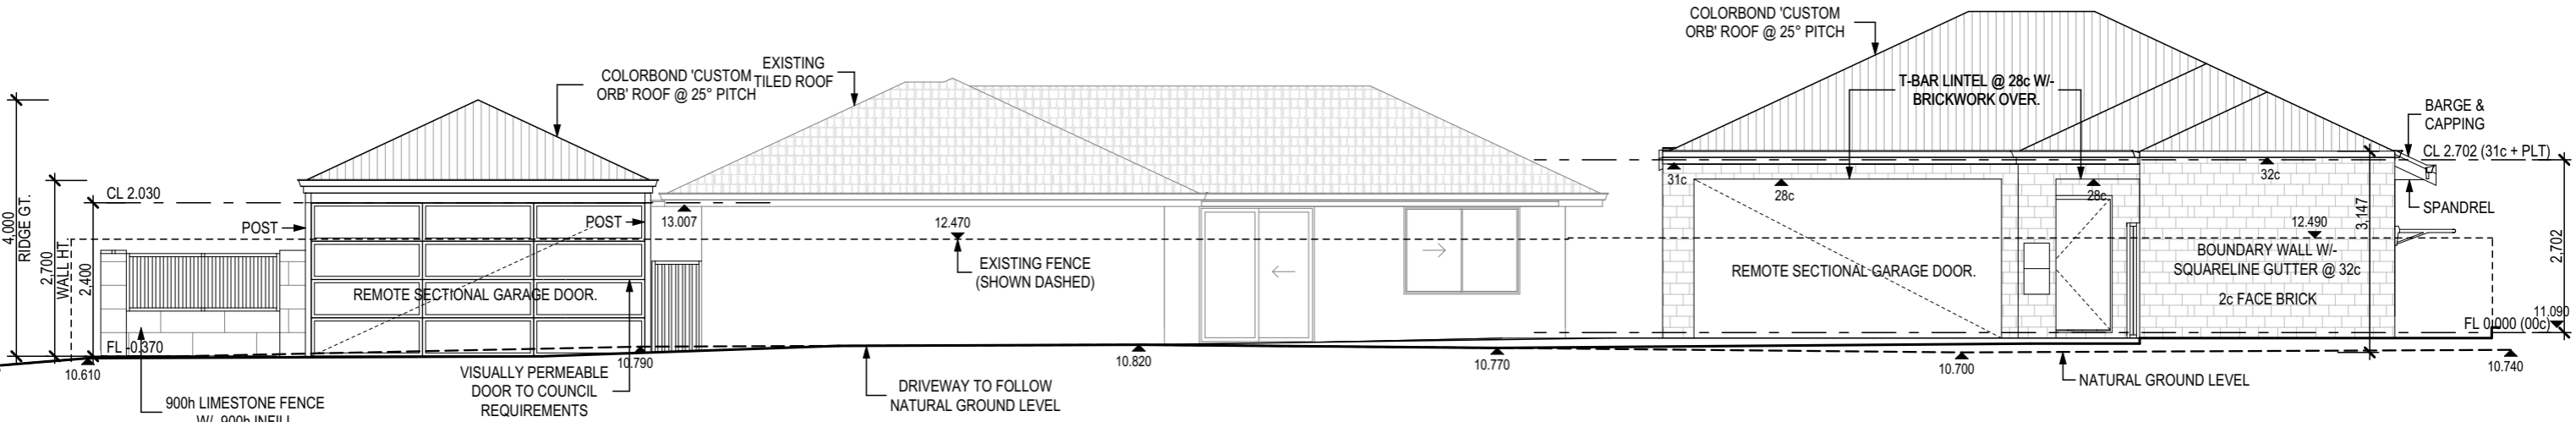 4,000
RIDGE GT.
2,700
WALL HT.
2,400
CL 2.030
FL -0.370
10.610
900h LIMESTONE FENCE
POST
POST
REMOTE SECTIONAL GARAGE DOOR.
COLORBOND 'CUSTOM
ORB' ROOF @ 25° PITCH
EXISTING
TILED ROOF
VISUALLY PERMEABLE
DOOR TO COUNCIL
REQUIREMENTS
10.790
13.007
12.470
EXISTING FENCE
(SHOWN DASHED)
DRIVEWAY TO FOLLOW
NATURAL GROUND LEVEL
10.820
10.770
COLORBOND 'CUSTOM
ORB' ROOF @ 25° PITCH
T-BAR LINTEL @ 28c W/-
BRICKWORK OVER.
31c
28c
28c
32c
REMOTE SECTIONAL GARAGE DOOR.
12.490
BOUNDARY WALL W/-
SQUARELINE GUTTER @ 32c
2c FACE BRICK
3,147
BARGE &
CAPPING
CL 2.702 (31c + PLT)
SPANDREL
2,702
11.090
FL 0.000 (00c)
10.700
NATURAL GROUND LEVEL
10.740